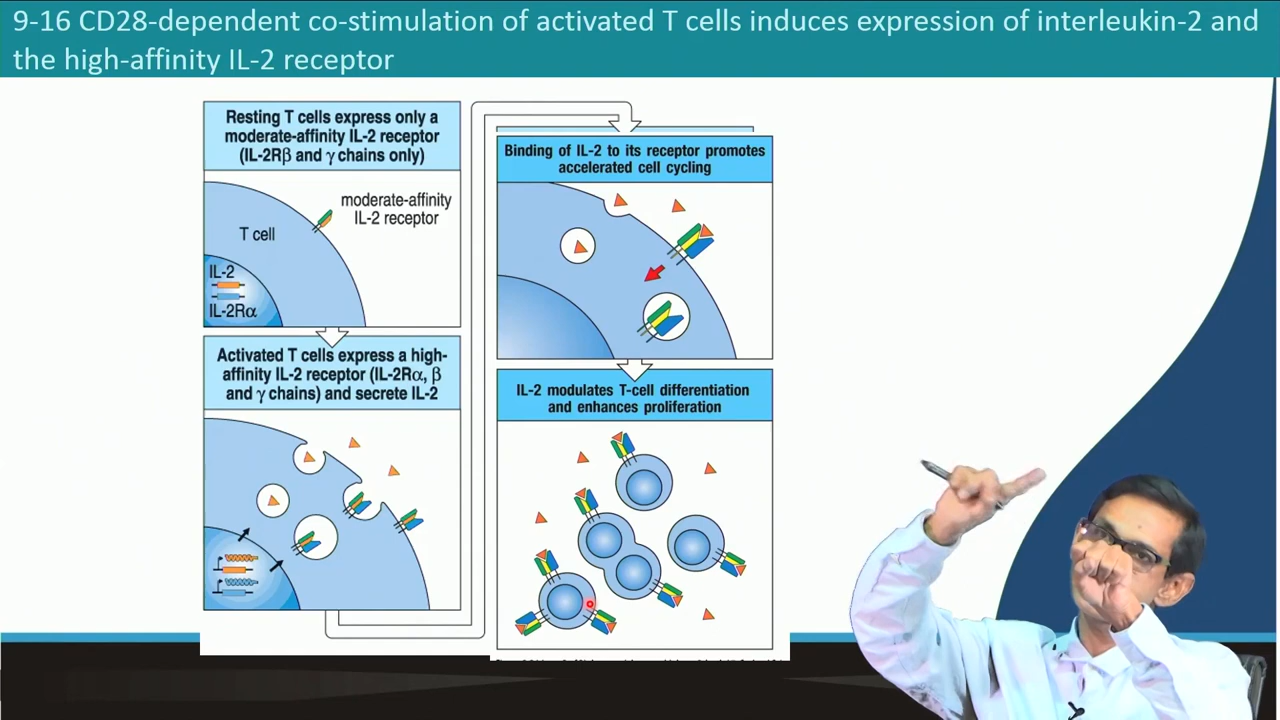 9-16 CD28-dependent co-stimulation of activated T cells induces expression of interleukin-2 and
the high-affinity IL-2 receptor
Resting T cells express only a
moderate-affinity IL-2 receptor
(IL-2Rβ and γ chains only)
moderate-affinity
IL-2 receptor
T cell
IL-2
IL-2Rα
Activated T cells express a high-
affinity IL-2 receptor (IL-2Rα, β
and γ chains) and secrete IL-2
Binding of IL-2 to its receptor promotes
accelerated cell cycling
IL-2 modulates T-cell differentiation
and enhances proliferation